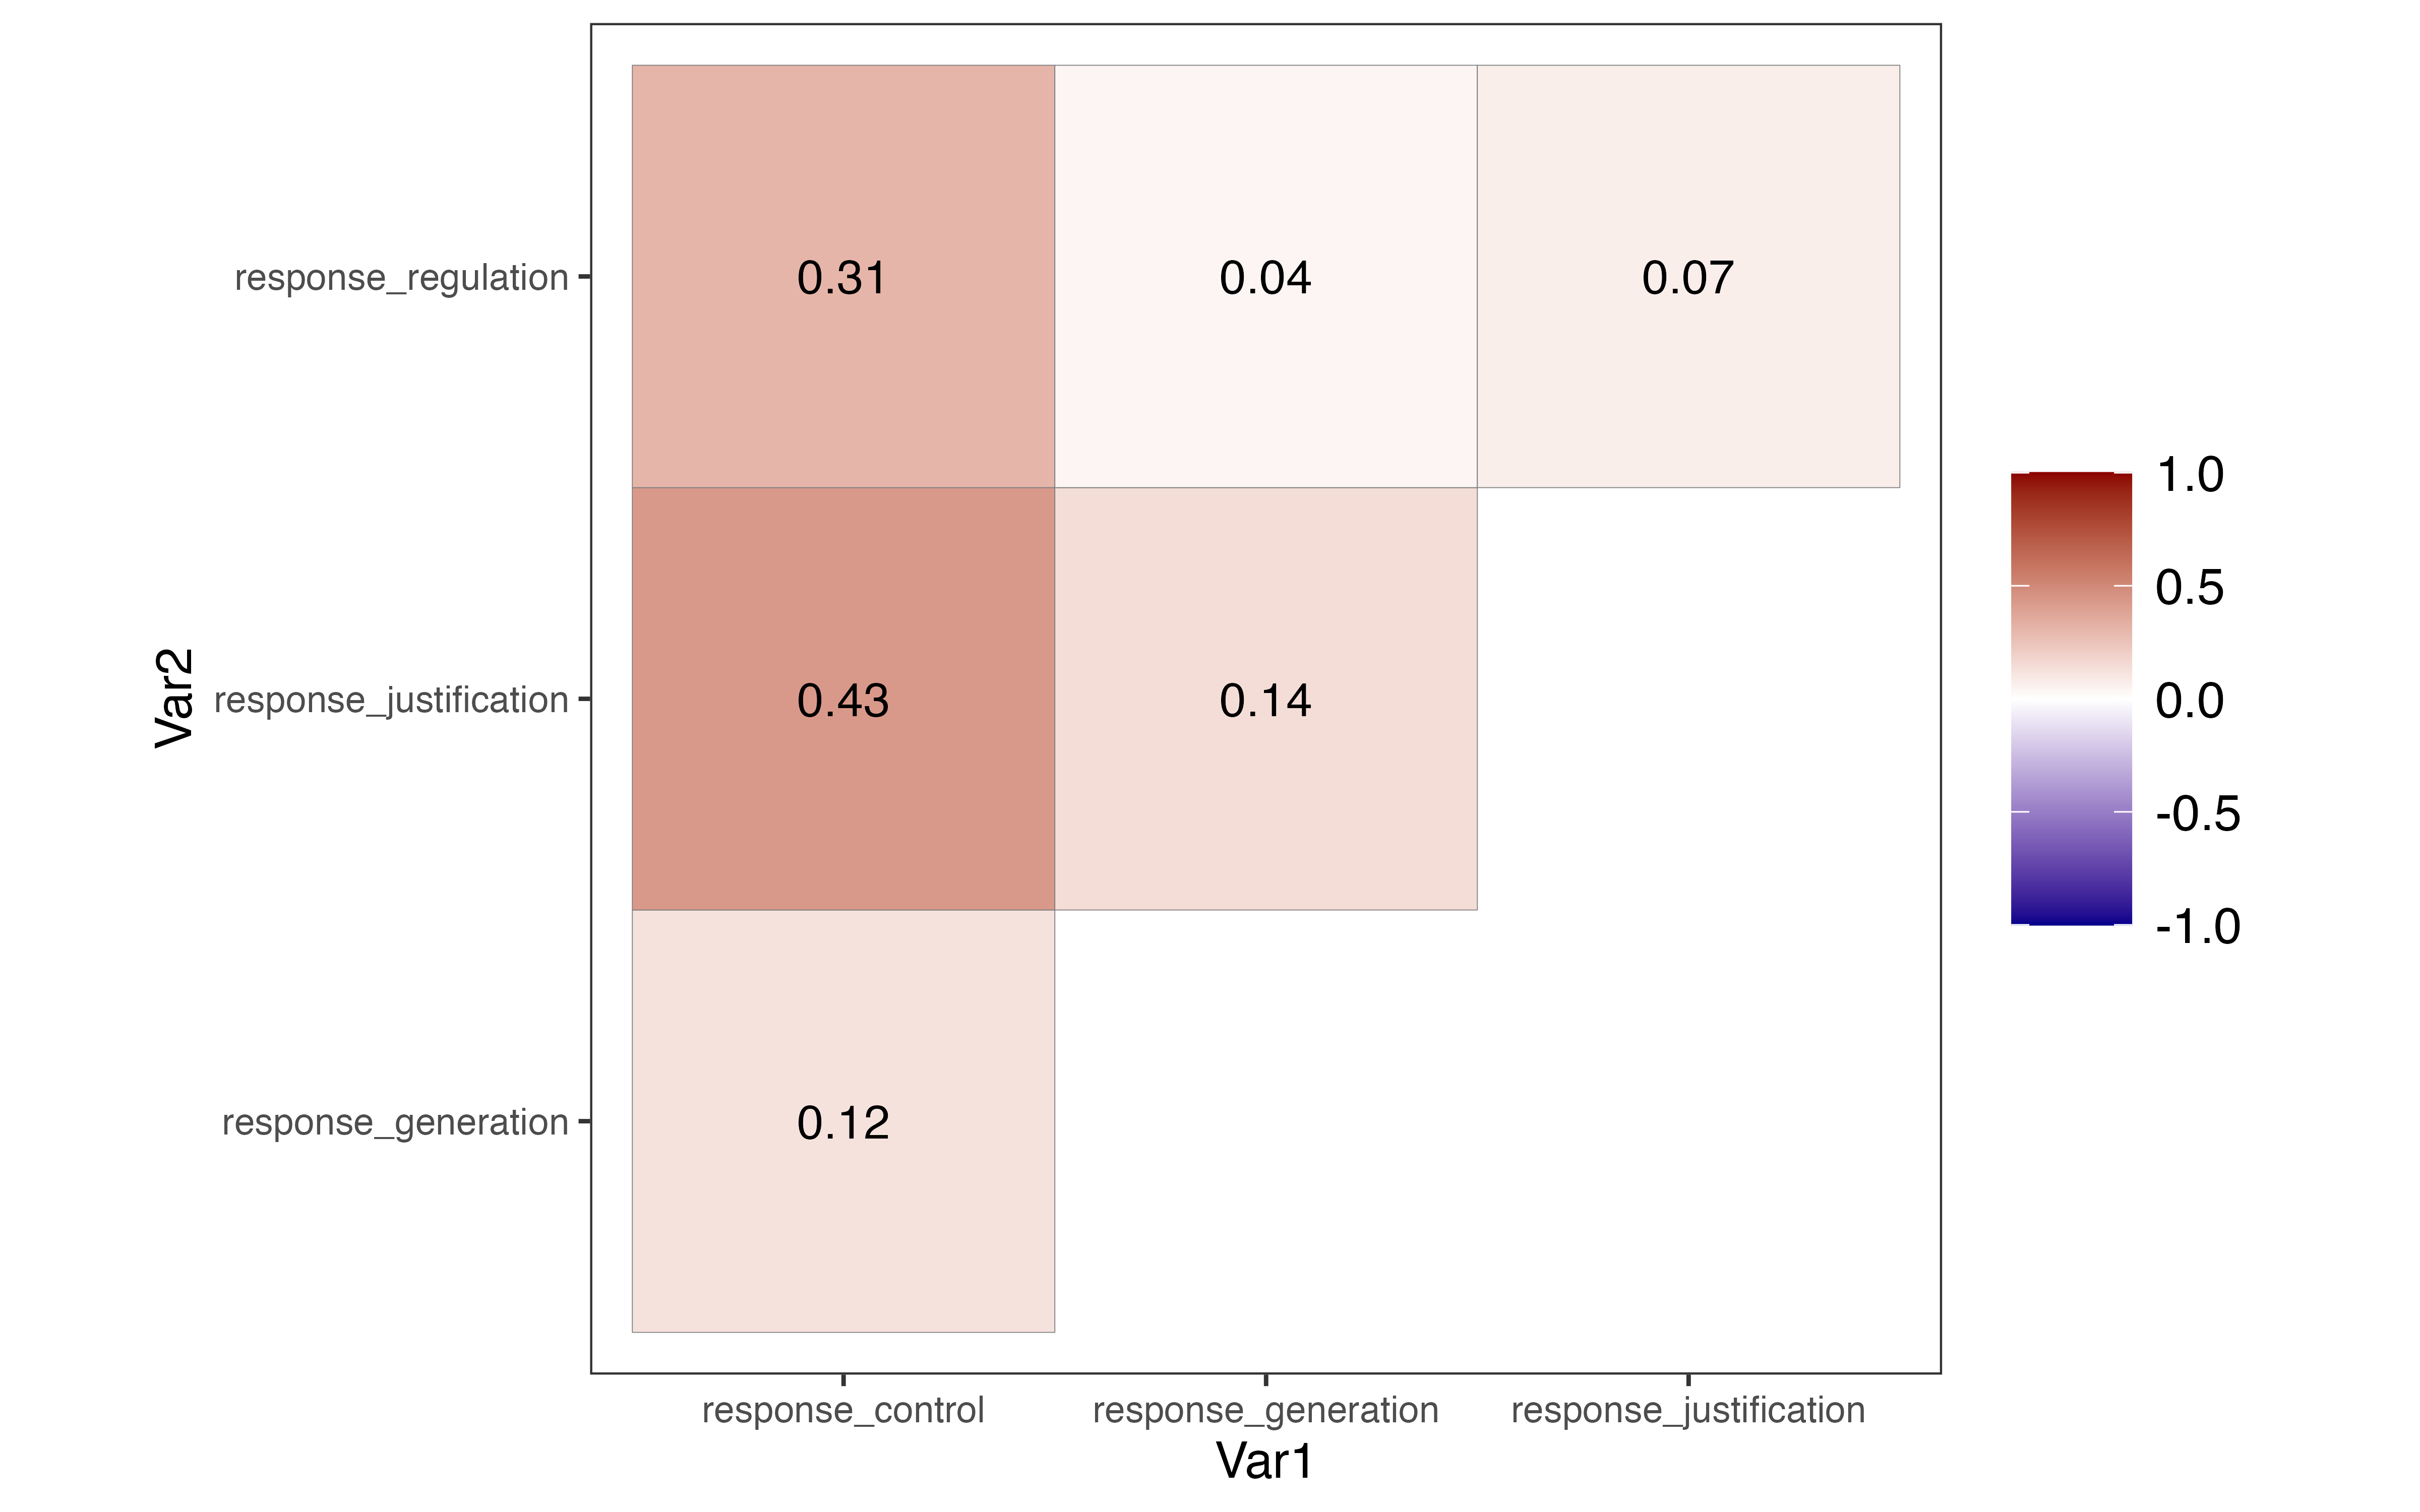 response_regulation
0.31
0.04
0.07
1.0
0.5
Var2
response_justification
0.43
0.14
0.0
-0.5
-1.0
response_generation
0.12
response_control
response_generation
response_justification
Var1